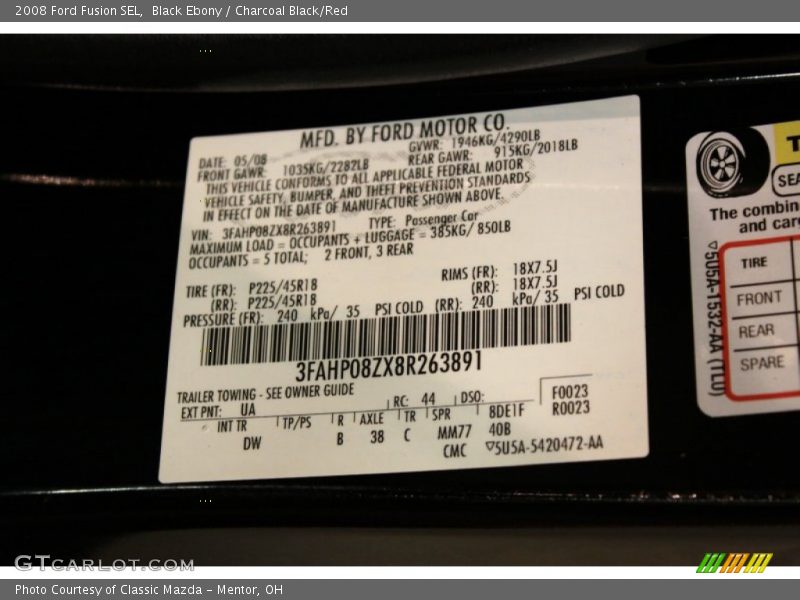 2008 Ford Fusion SEL, Black Ebony / Charcoal Black/Red
MFD. BY FORD MOTOR CO.
DATE: 05/08 GVWR: 1946KG/4290LB
FRONT GAWR: 1035KG/2282LB REAR GAWR: 915KG/2018LB
THIS VEHICLE CONFORMS TO ALL APPLICABLE FEDERAL MOTOR
VEHICLE SAFETY, BUMPER, AND THEFT PREVENTION STANDARDS
IN EFFECT ON THE DATE OF MANUFACTURE SHOWN ABOVE.
VIN: 3FAHP08ZX8R263891 TYPE: Passenger Car
MAXIMUM LOAD = OCCUPANTS + LUGGAGE = 385KG/ 850LB
OCCUPANTS = 5 TOTAL; 2 FRONT, 3 REAR
TIRE (FR): P225/45R18 RIMS (FR): 18X7.5J
(RR): P225/45R18 (RR): 18X7.5J
PRESSURE (FR): 240 kPa/ 35 PSI COLD (RR): 240 kPa/ 35 PSI COLD
3FAHP08ZX8R263891
TRAILER TOWING - SEE OWNER GUIDE
EXT PNT: UA RC: 44 DSO: F0023
R0023
INT TR TP/PS R AXLE TR SPR 8DE1F
DW B 38 C MM77 40B
CMC ▽5U5A-5420472-AA
T
SEA
The combin
and car
▽5U5A-1532-AA (TL0)
TIRE
FRONT
REAR
SPARE
GTCARLOT.COM
Photo Courtesy of Classic Mazda - Mentor, OH